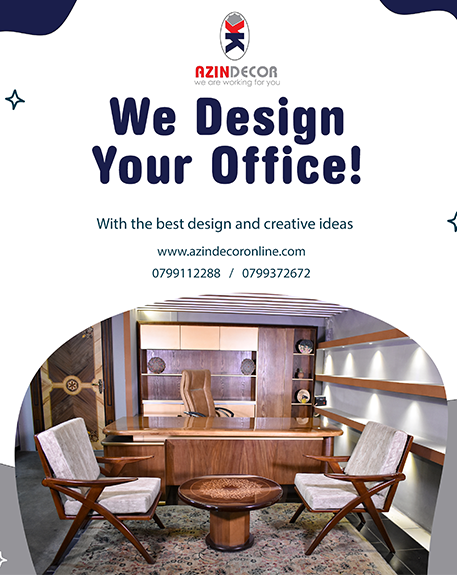 AZINDECOR
we are working for you
We Design
Your Office!
With the best design and creative ideas
www.azindecoronline.com
0799112288 / 0799372672